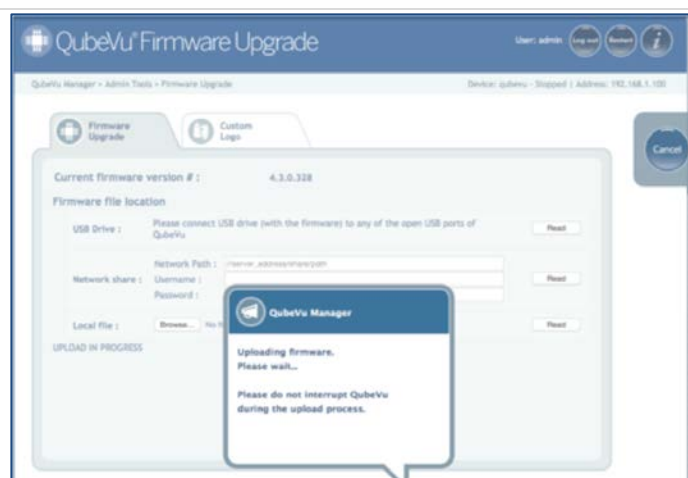 QubeVu® Firmware Upgrade
User: admin
Log out
Restart
i
QubeVu Manager > Admin Tools > Firmware Upgrade
Device: qubevu - Stopped | Address: 192.168.1.100
Firmware
Upgrade
Custom
Logo
Cancel
Current firmware version # : 4.3.0.328
Firmware file location
USB Drive : Please connect USB drive (with the firmware) to any of the open USB ports of
QubeVu
Read
Network Path : //server_address/share/path
Network share : Username :
Read
Password :
Local file : Browse... No
Read
UPLOAD IN PROGRESS
QubeVu Manager
Uploading firmware.
Please wait...
Please do not interrupt QubeVu
during the upload process.